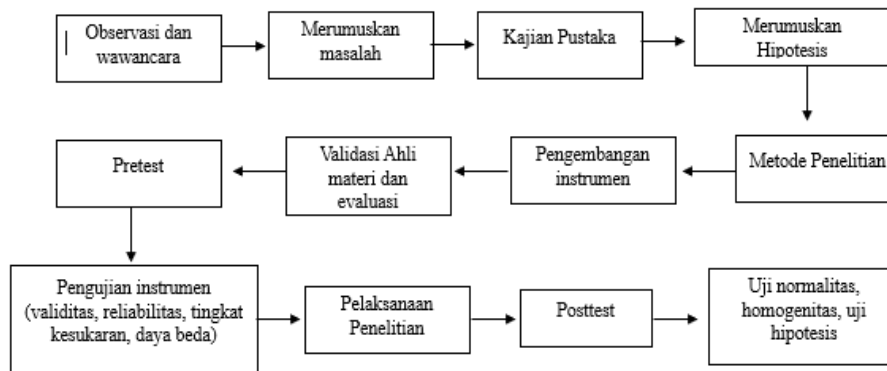 Observasi dan
wawancara
Merumuskan
masalah
Kajian Pustaka
Merumuskan
Hipotesis
Metode Penelitian
Pengembangan
instrumen
Validasi Ahli
materi dan
evaluasi
Pretest
Pengujian instrumen
(validitas, reliabilitas, tingkat
kesukaran, daya beda)
Pelaksanaan
Penelitian
Posttest
Uji normalitas,
homogenitas, uji
hipotesis